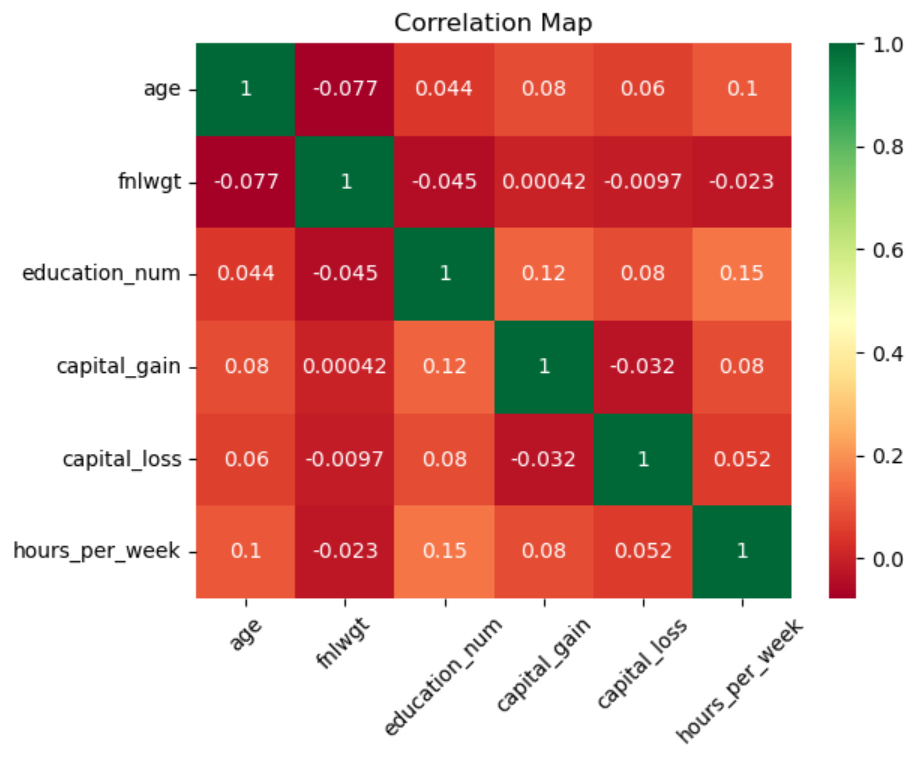 Correlation Map
age 1 -0.077 0.044 0.08 0.06 0.1
fnlwgt -0.077 1 -0.045 0.00042 -0.0097 -0.023
education_num 0.044 -0.045 1 0.12 0.08 0.15
capital_gain 0.08 0.00042 0.12 1 -0.032 0.08
capital_loss 0.06 -0.0097 0.08 -0.032 1 0.052
hours_per_week 0.1 -0.023 0.15 0.08 0.052 1
age fnlwgt education_num capital_gain capital_loss hours_per_week
1.0
0.8
0.6
0.4
0.2
0.0